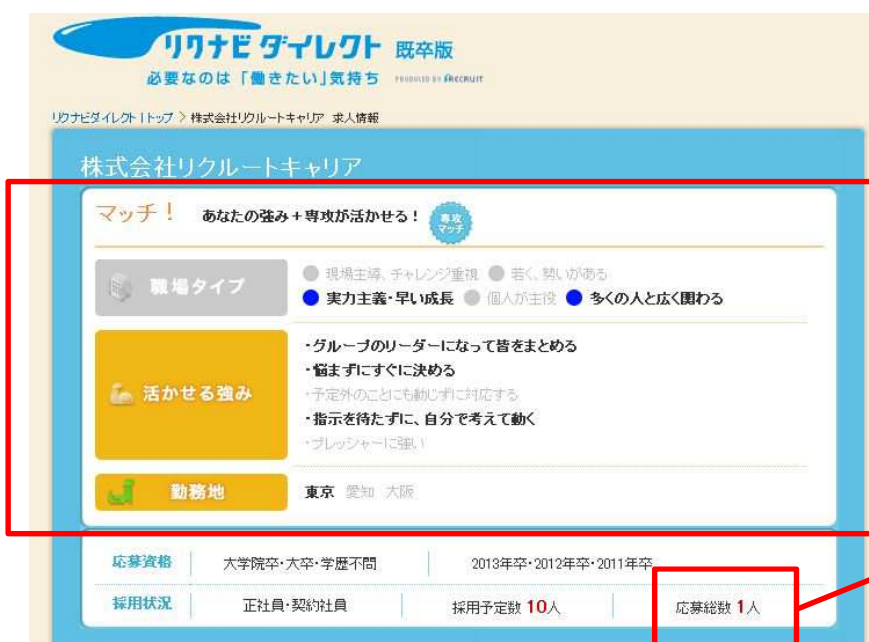 リクナビダイレクト 既卒版
必要なのは「働きたい」気持ち PRODUCED BY RECRUIT
リクナビダイレクト | トップ > 株式会社リクルートキャリア 求人情報
株式会社リクルートキャリア
マッチ! あなたの強み+専攻が活かせる! 専攻マッチ
職場タイプ
現場主導、チャレンジ重視 若く、勢いがある
実力主義・早い成長 個人が主役 多くの人と広く関わる
活かせる強み
・グループのリーダーになって皆をまとめる
・悩まずにすぐに決める
・予定外のことにも動じずに対応する
・指示を待たずに、自分で考えて動く
・プレッシャーに強い
勤務地 東京 愛知 大阪
応募資格 大学院卒・大卒・学歴不問 2013年卒・2012年卒・2011年卒
採用状況 正社員・契約社員 採用予定数 10人 応募総数 1人